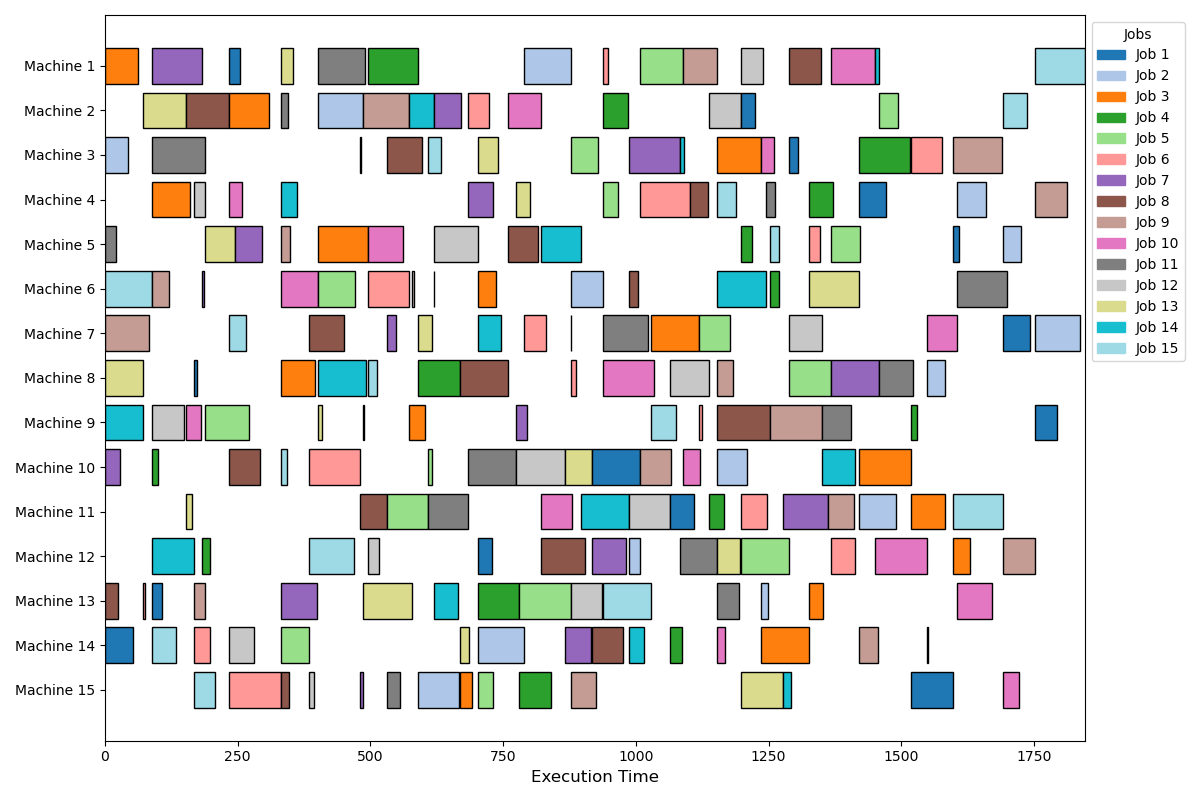 Machine 1
Machine 2
Machine 3
Machine 4
Machine 5
Machine 6
Machine 7
Machine 8
Machine 9
Machine 10
Machine 11
Machine 12
Machine 13
Machine 14
Machine 15
0 250 500 750 1000 1250 1500 1750
Execution Time
Jobs
Job 1
Job 2
Job 3
Job 4
Job 5
Job 6
Job 7
Job 8
Job 9
Job 10
Job 11
Job 12
Job 13
Job 14
Job 15